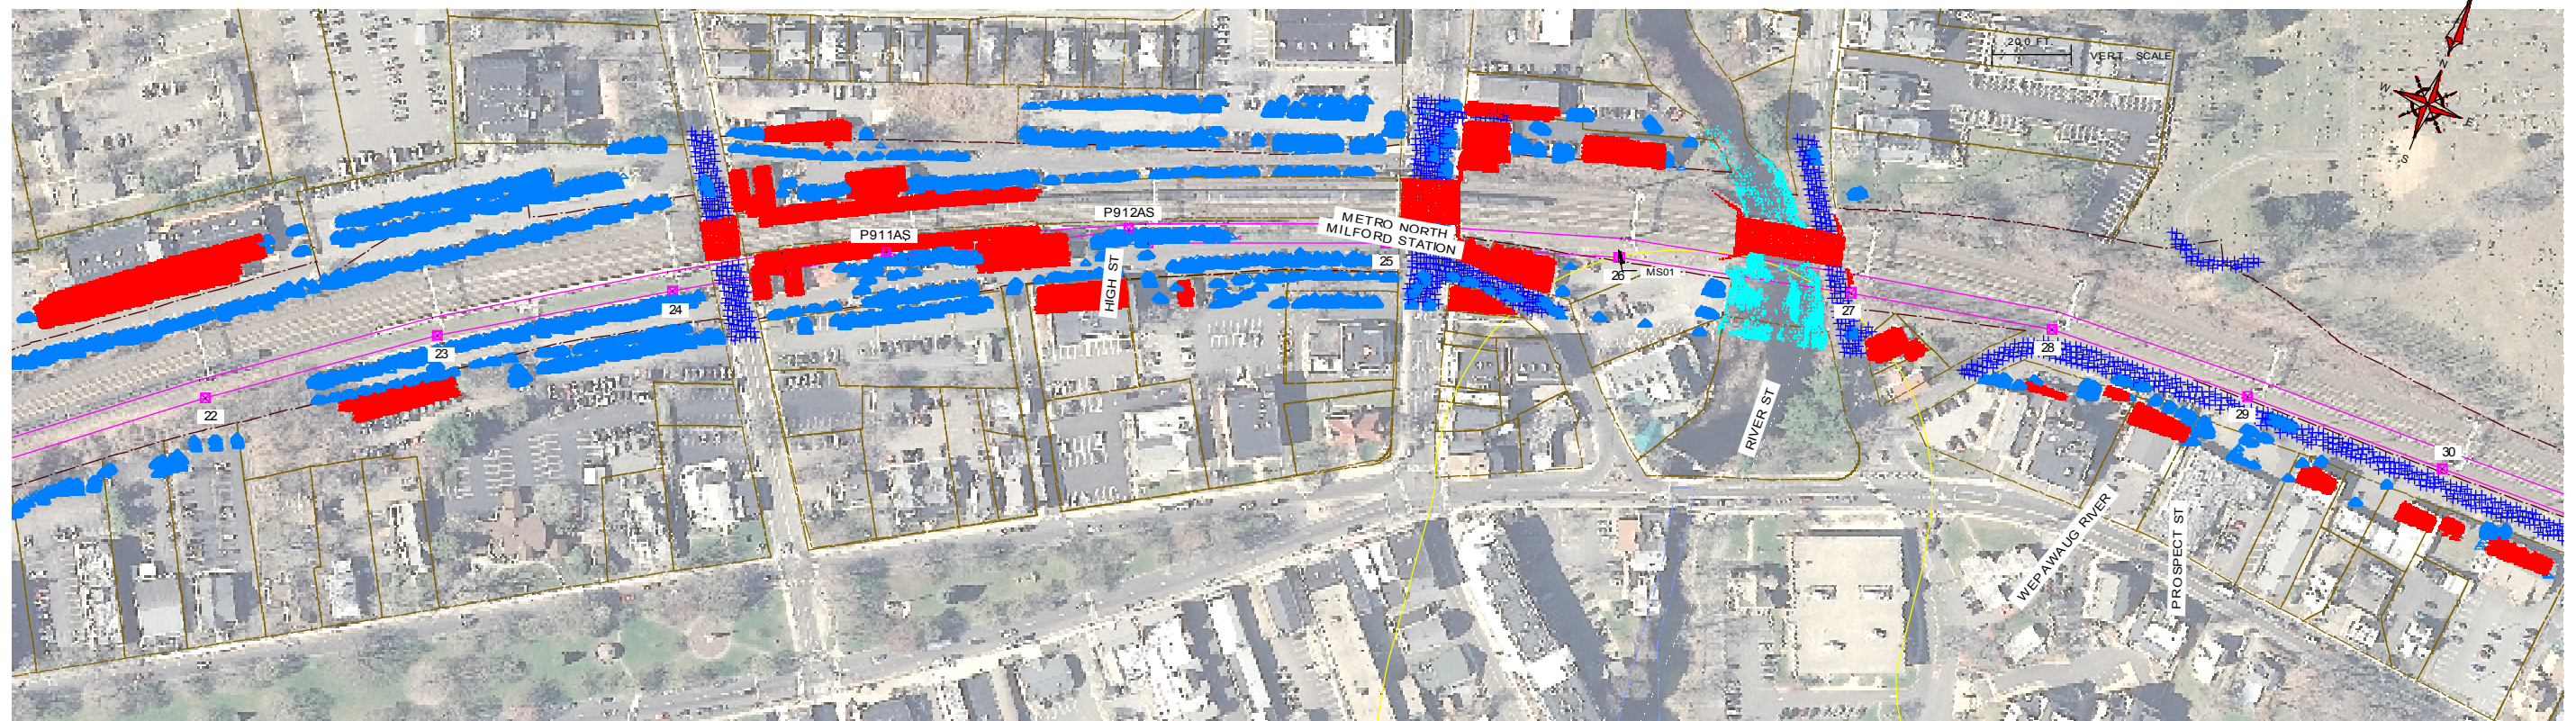 20.0 FT.
VERT. SCALE
N
W
E
S
P912AS
P911AS
METRO NORTH
MILFORD STATION
25
26
MS01
HIGH ST
24
27
23
28
22
29
30
RIVER ST
WEPAWAUG RIVER
PROSPECT ST